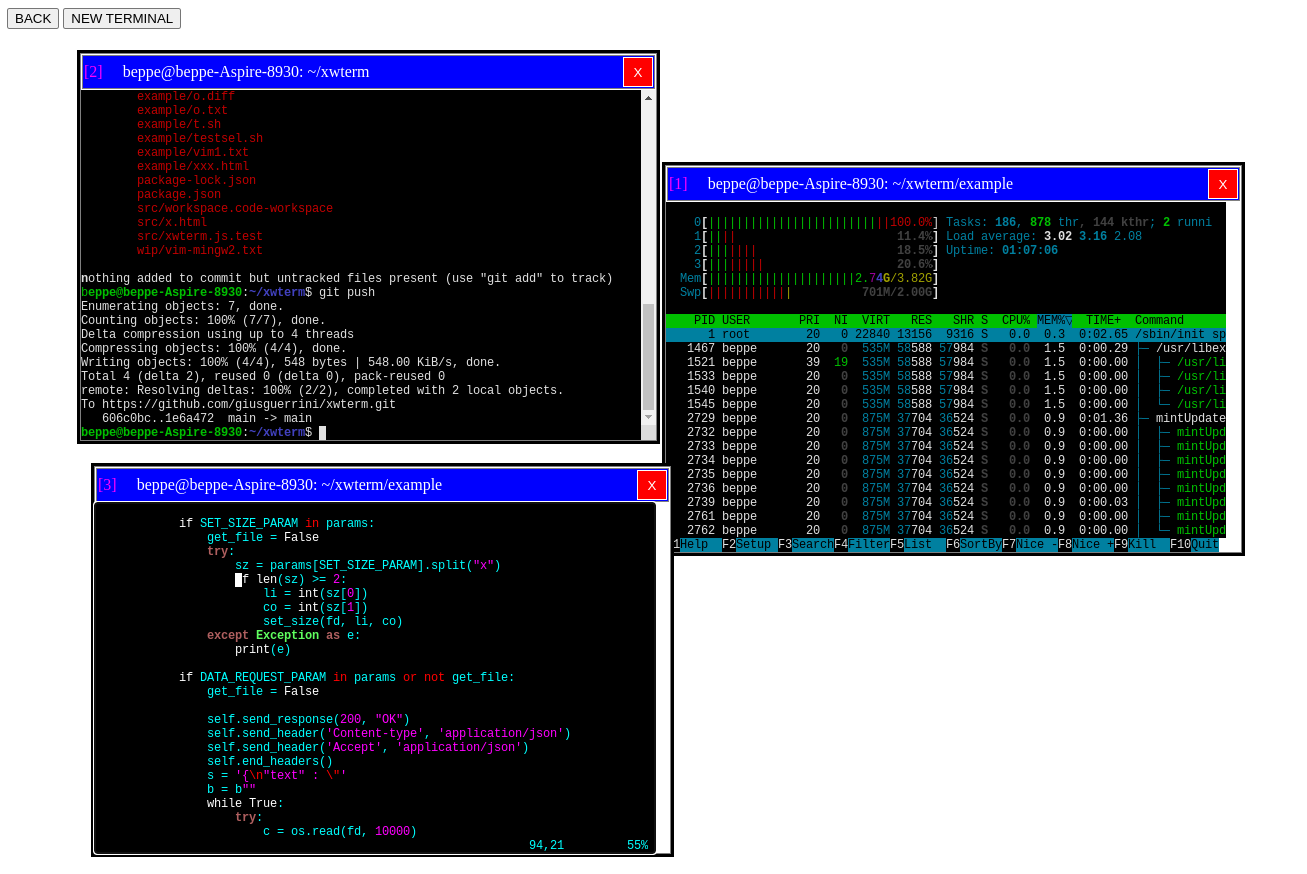 BACK NEW TERMINAL
[2] beppe@beppe-Aspire-8930: ~/xwterm X
example/o.diff
example/o.txt
example/t.sh
example/testsel.sh
example/vim1.txt
example/xxx.html
package-lock.json
package.json
src/workspace.code-workspace
src/x.html
src/xwterm.js.test
wip/vim-mingw2.txt
nothing added to commit but untracked files present (use "git add" to track)
beppe@beppe-Aspire-8930:~/xwterm$ git push
Enumerating objects: 7, done.
Counting objects: 100% (7/7), done.
Delta compression using up to 4 threads
Compressing objects: 100% (4/4), done.
Writing objects: 100% (4/4), 548 bytes | 548.00 KiB/s, done.
Total 4 (delta 2), reused 0 (delta 0), pack-reused 0
remote: Resolving deltas: 100% (2/2), completed with 2 local objects.
To https://github.com/giusguerrini/xwterm.git
606c0bc..1e6a472  main -> main
beppe@beppe-Aspire-8930:~/xwterm$
[1] beppe@beppe-Aspire-8930: ~/xwterm/example X
0[||||||||||||||||||||||||||100.0%] Tasks: 186, 878 thr, 144 kthr; 2 runni
1[|||| 11.4%] Load average: 3.02 3.16 2.08
2[||||||| 18.5%] Uptime: 01:07:06
3[|||||||| 20.6%]
Mem[|||||||||||||||||||||2.74G/3.82G]
Swp[|||||||||||| 701M/2.00G]
PID USER PRI NI VIRT RES SHR S CPU% MEM%▽ TIME+ Command
1 root 20 0 22840 13156 9316 S 0.0 0.3 0:02.65 /sbin/init sp
1467 beppe 20 0 535M 58588 57984 S 0.0 1.5 0:00.29 ├─ /usr/libex
1521 beppe 39 19 535M 58588 57984 S 0.0 1.5 0:00.00 │ ├─ /usr/li
1533 beppe 20 0 535M 58588 57984 S 0.0 1.5 0:00.00 │ ├─ /usr/li
1540 beppe 20 0 535M 58588 57984 S 0.0 1.5 0:00.00 │ ├─ /usr/li
1545 beppe 20 0 535M 58588 57984 S 0.0 1.5 0:00.00 │ └─ /usr/li
2729 beppe 20 0 875M 37704 36524 S 0.0 0.9 0:01.36 ├─ mintUpdate
2732 beppe 20 0 875M 37704 36524 S 0.0 0.9 0:00.00 │ ├─ mintUpd
2733 beppe 20 0 875M 37704 36524 S 0.0 0.9 0:00.00 │ ├─ mintUpd
2734 beppe 20 0 875M 37704 36524 S 0.0 0.9 0:00.00 │ ├─ mintUpd
2735 beppe 20 0 875M 37704 36524 S 0.0 0.9 0:00.00 │ ├─ mintUpd
2736 beppe 20 0 875M 37704 36524 S 0.0 0.9 0:00.00 │ ├─ mintUpd
2739 beppe 20 0 875M 37704 36524 S 0.0 0.9 0:00.03 │ ├─ mintUpd
2761 beppe 20 0 875M 37704 36524 S 0.0 0.9 0:00.00 │ ├─ mintUpd
2762 beppe 20 0 875M 37704 36524 S 0.0 0.9 0:00.00 │ └─ mintUpd
1Help F2Setup F3SearchF4FilterF5List F6SortByF7Nice -F8Nice +F9Kill F10Quit
[3] beppe@beppe-Aspire-8930: ~/xwterm/example X
if SET_SIZE_PARAM in params:
get_file = False
try:
sz = params[SET_SIZE_PARAM].split("x")
f len(sz) >= 2:
li = int(sz[0])
co = int(sz[1])
set_size(fd, li, co)
except Exception as e:
print(e)
if DATA_REQUEST_PARAM in params or not get_file:
get_file = False
self.send_response(200, "OK")
self.send_header('Content-type', 'application/json')
self.send_header('Accept', 'application/json')
self.end_headers()
s = '{\n"text" : \"'
b = b""
while True:
try:
c = os.read(fd, 10000)
94,21 55%